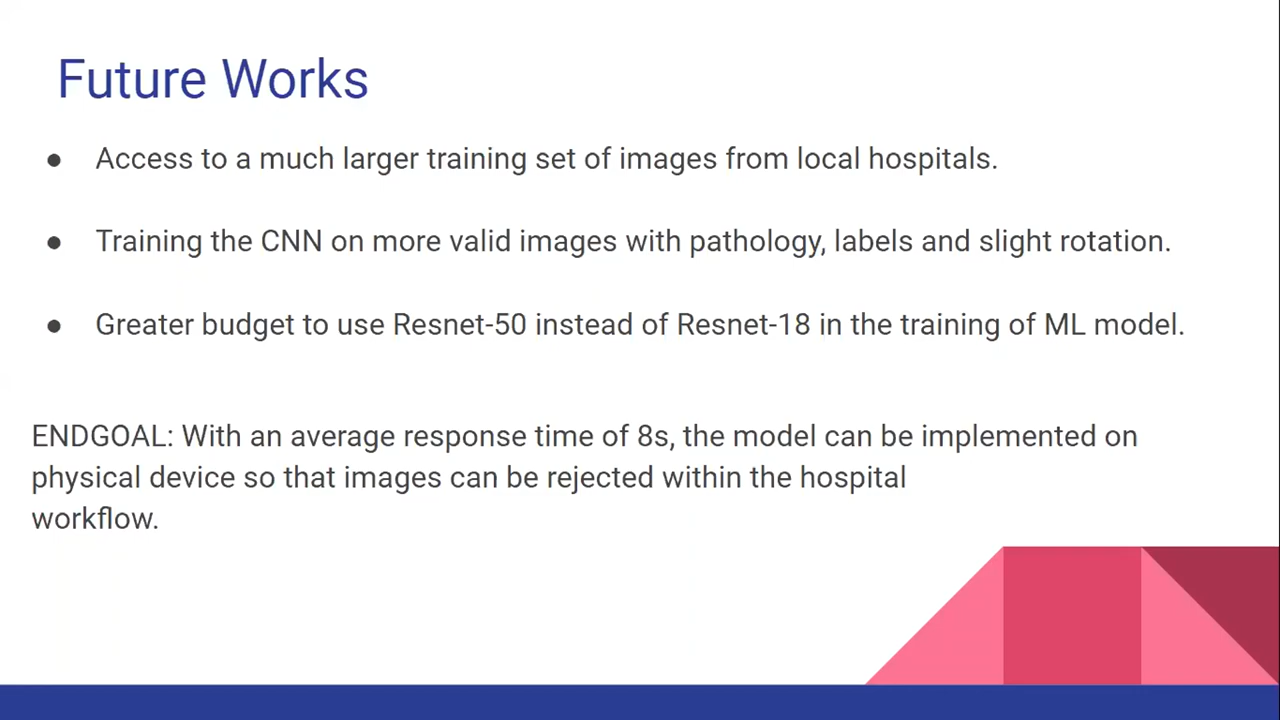 Future Works
● Access to a much larger training set of images from local hospitals.
● Training the CNN on more valid images with pathology, labels and slight rotation.
● Greater budget to use Resnet-50 instead of Resnet-18 in the training of ML model.
ENDGOAL: With an average response time of 8s, the model can be implemented on
physical device so that images can be rejected within the hospital
workflow.